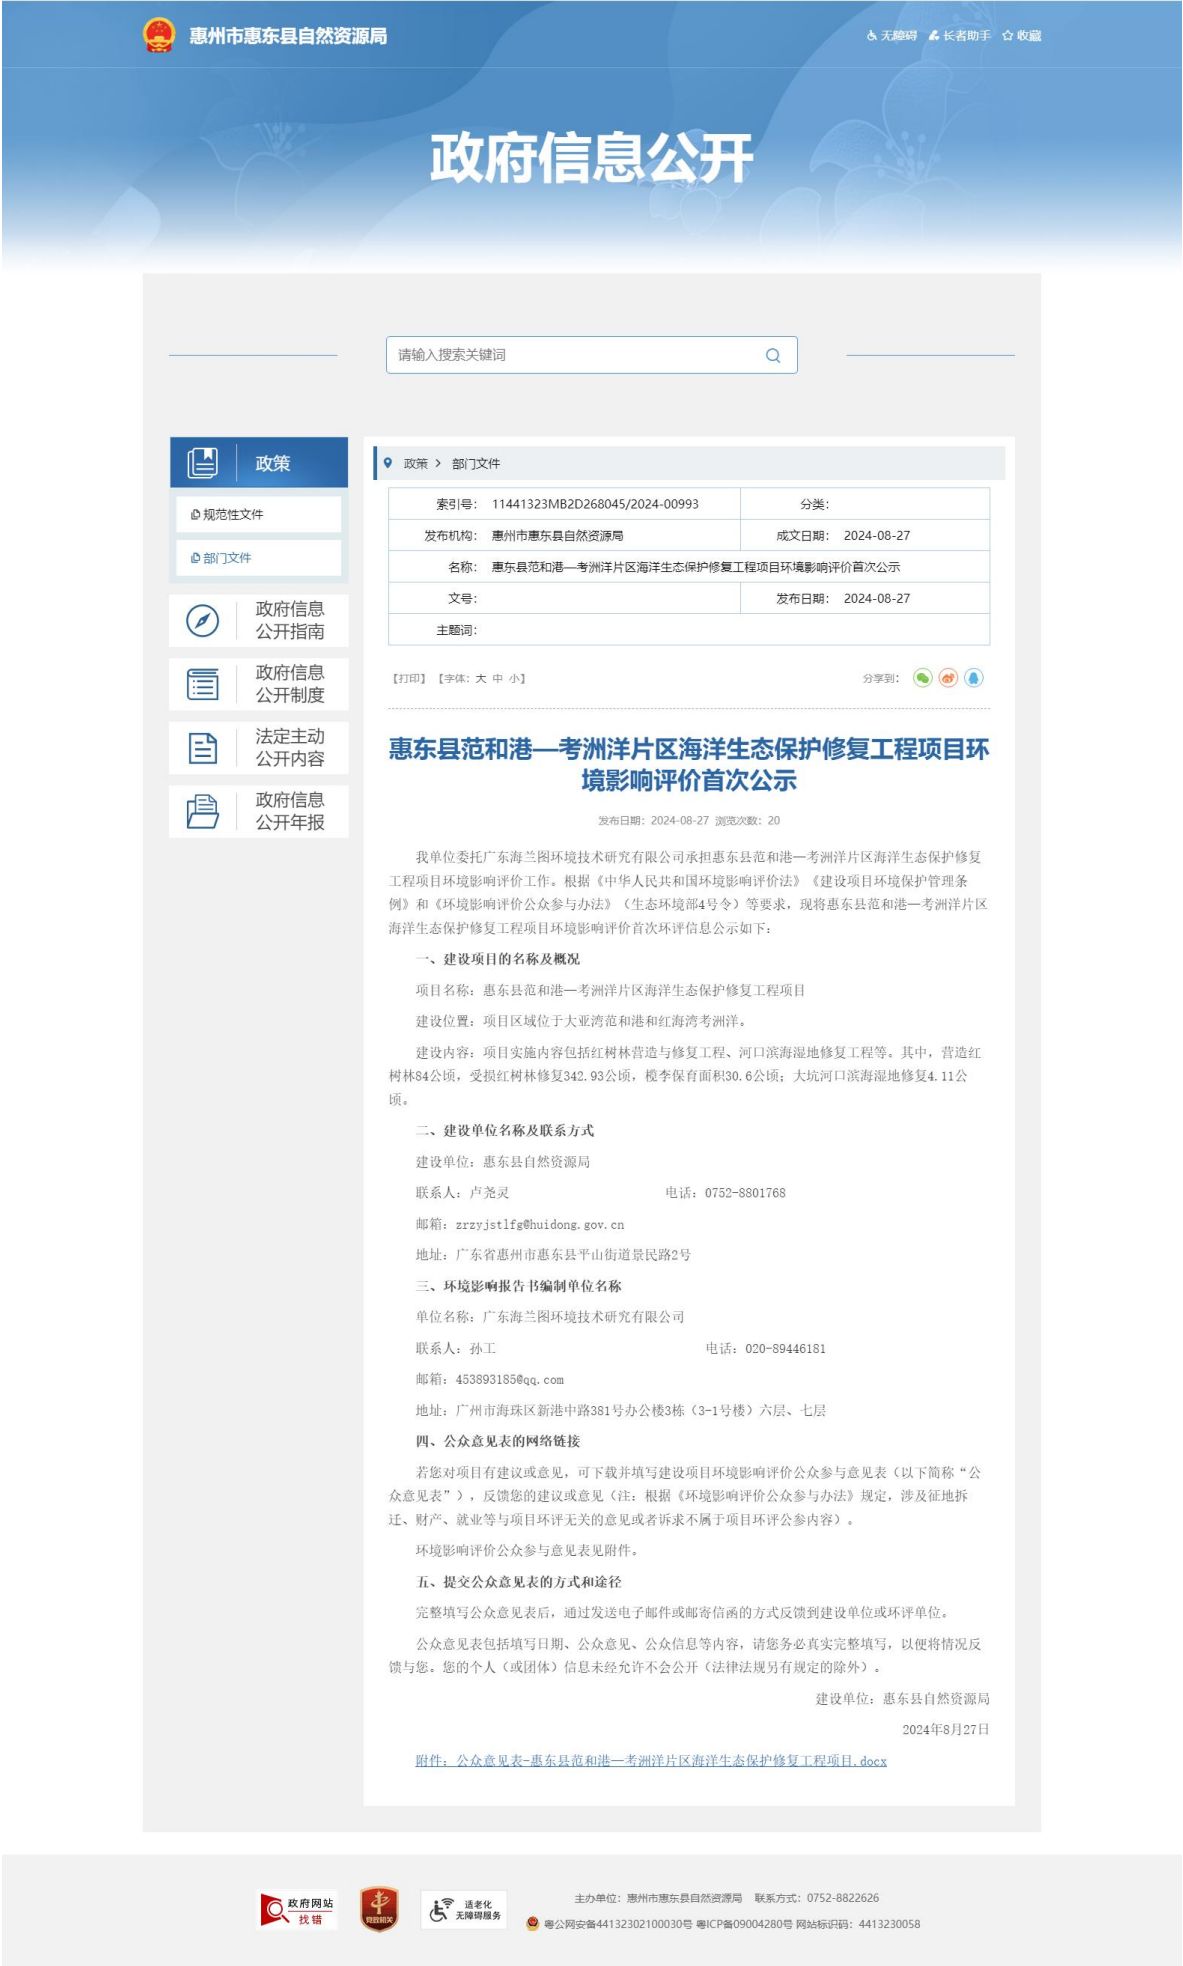 惠州市惠东县自然资源局
无障碍 长者助手 收藏
政府信息公开
请输入搜索关键词
政策
规范性文件
部门文件
政府信息
公开指南
政府信息
公开制度
法定主动
公开内容
政府信息
公开年报
政策 > 部门文件
索引号： 11441323MB2D268045/2024-00993 分类：
发布机构： 惠州市惠东县自然资源局 成文日期： 2024-08-27
名称： 惠东县范和港—考洲洋片区海洋生态保护修复工程项目环境影响评价首次公示
文号： 发布日期： 2024-08-27
主题词：
【打印】 【字体：大 中 小】 分享到：
惠东县范和港—考洲洋片区海洋生态保护修复工程项目环
境影响评价首次公示
发布日期：2024-08-27 浏览次数：20
我单位委托广东海兰图环境技术研究有限公司承担惠东县范和港—考洲洋片区海洋生态保护修复
工程项目环境影响评价工作。根据《中华人民共和国环境影响评价法》《建设项目环境保护管理条
例》和《环境影响评价公众参与办法》（生态环境部4号令）等要求，现将惠东县范和港—考洲洋片区
海洋生态保护修复工程项目环境影响评价首次环评信息公示如下：
一、建设项目的名称及概况
项目名称：惠东县范和港—考洲洋片区海洋生态保护修复工程项目
建设位置：项目区域位于大亚湾范和港和红海湾考洲洋。
建设内容：项目实施内容包括红树林营造与修复工程、河口滨海湿地修复工程等。其中，营造红
树林84公顷，受损红树林修复342.93公顷，榄李保育面积30.6公顷；大坑河口滨海湿地修复4.11公
顷。
二、建设单位名称及联系方式
建设单位：惠东县自然资源局
联系人：卢尧灵 电话：0752-8801768
邮箱：zrzyjstlfg@huidong.gov.cn
地址：广东省惠州市惠东县平山街道景民路2号
三、环境影响报告书编制单位名称
单位名称：广东海兰图环境技术研究有限公司
联系人：孙工 电话：020-89446181
邮箱：453893185@qq.com
地址：广州市海珠区新港中路381号办公楼3栋（3-1号楼）六层、七层
四、公众意见表的网络链接
若您对项目有建议或意见，可下载并填写建设项目环境影响评价公众参与意见表（以下简称“公
众意见表”），反馈您的建议或意见（注：根据《环境影响评价公众参与办法》规定，涉及征地拆
迁、财产、就业等与项目环评无关的意见或者诉求不属于项目环评公参内容）。
环境影响评价公众参与意见表见附件。
五、提交公众意见表的方式和途径
完整填写公众意见表后，通过发送电子邮件或邮寄信函的方式反馈到建设单位或环评单位。
公众意见表包括填写日期、公众意见、公众信息等内容，请您务必真实完整填写，以便将情况反
馈与您。您的个人（或团体）信息未经允许不会公开（法律法规另有规定的除外）。
建设单位：惠东县自然资源局
2024年8月27日
附件：公众意见表-惠东县范和港—考洲洋片区海洋生态保护修复工程项目.docx
政府网站
找错
党政机关
适老化
无障碍服务
主办单位：惠州市惠东县自然资源局 联系方式：0752-8822626
粤公网安备44132302100030号 粤ICP备09004280号 网站标识码：4413230058